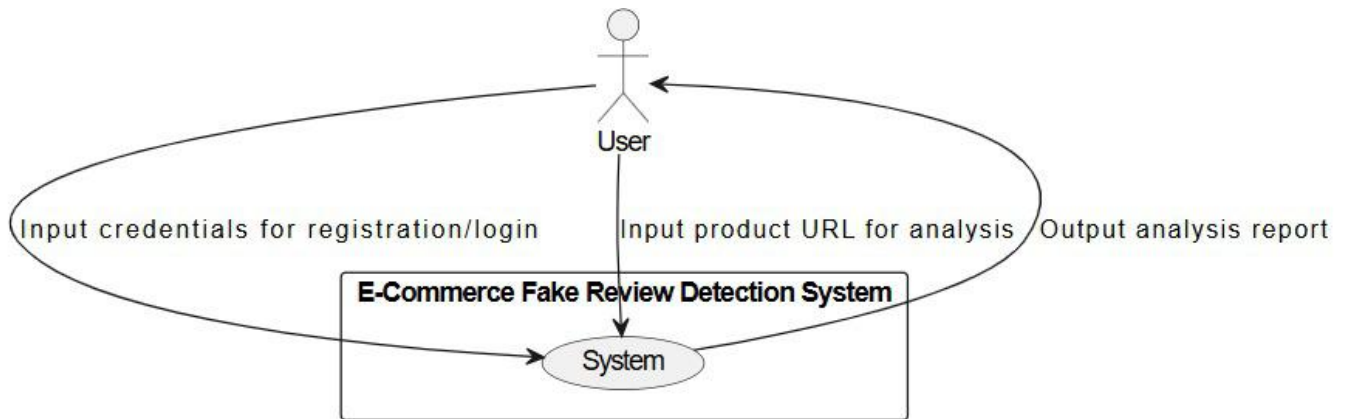 User
Input credentials for registration/login
Input product URL for analysis
Output analysis report
E-Commerce Fake Review Detection System
System